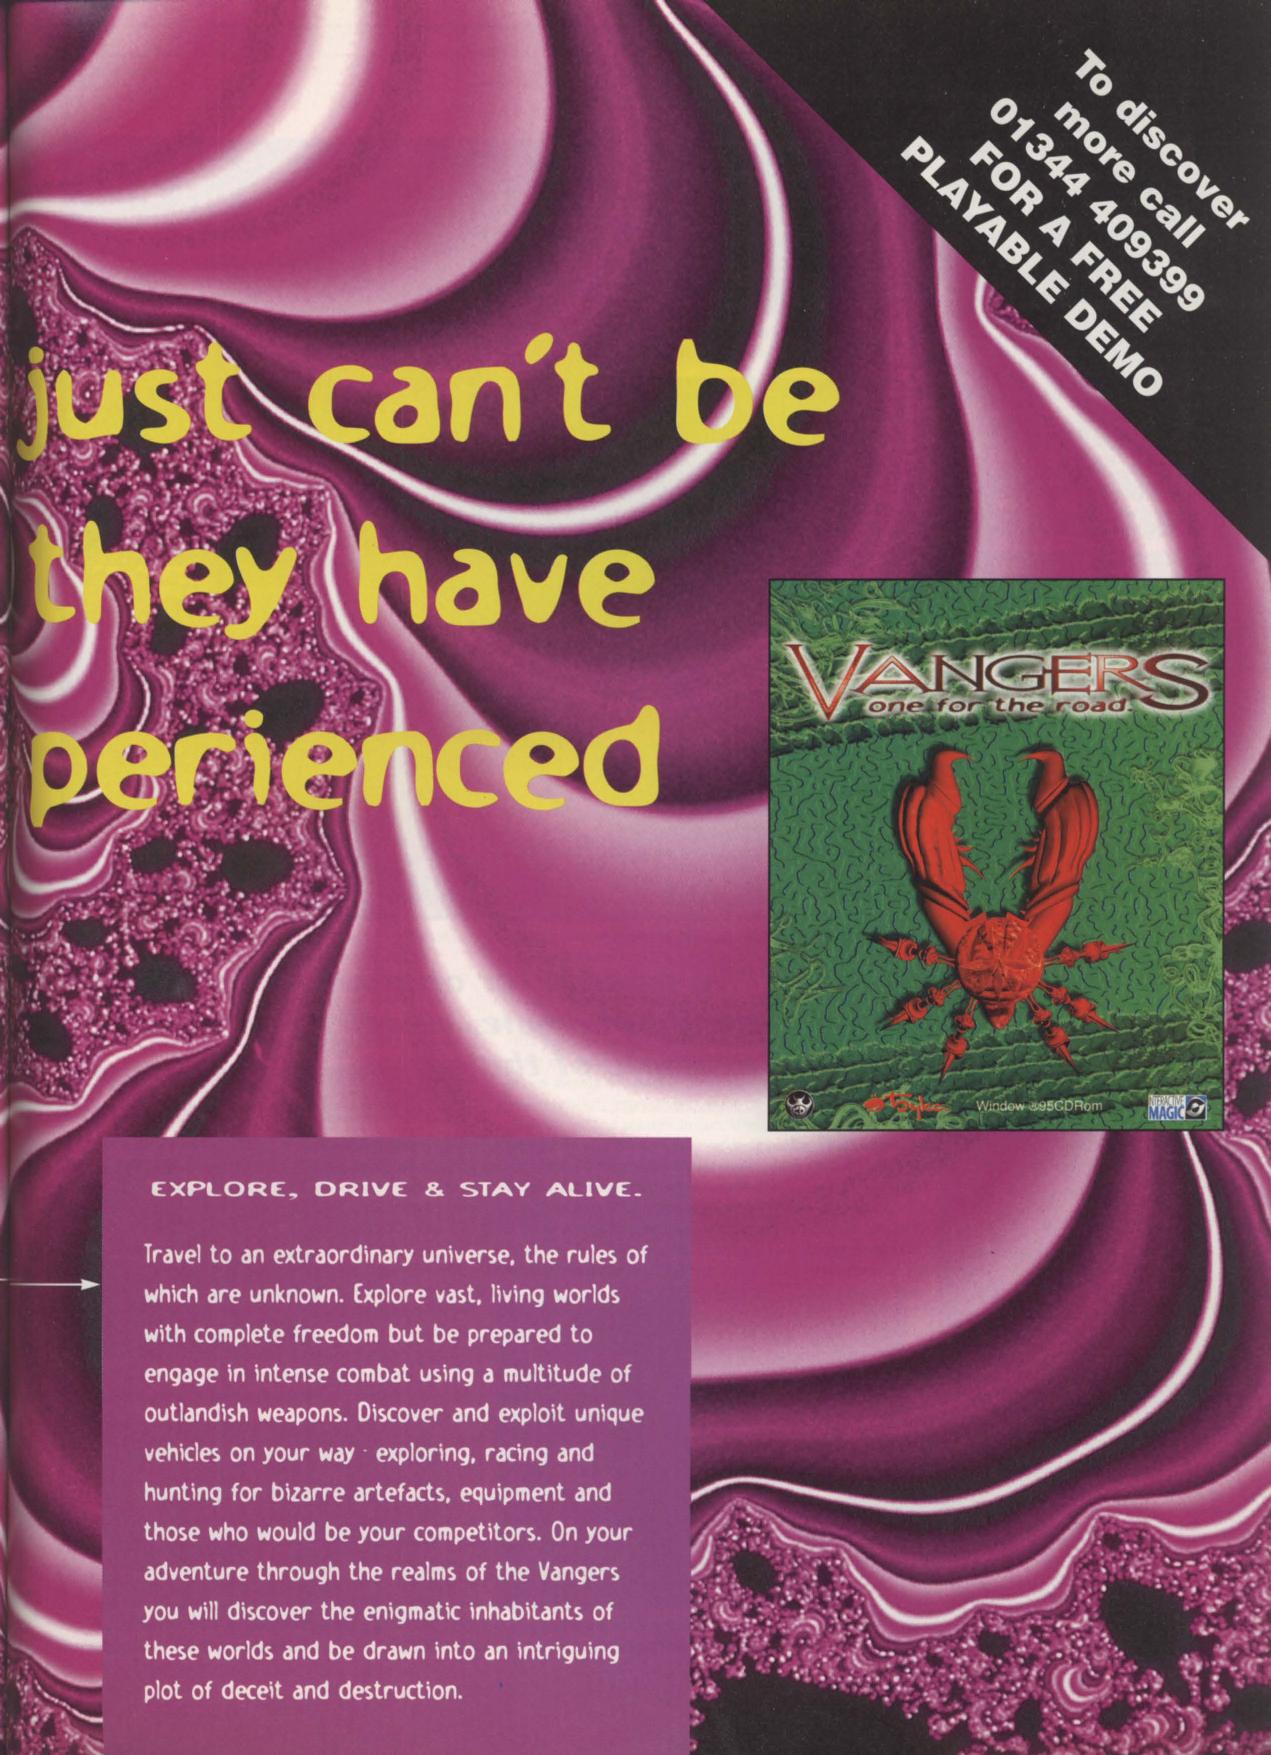 To discover
more call
01344 409399
FOR A FREE
PLAYABLE DEMO
just can't be
they have
perienced
VANGERS
one for the road.
Window ®95CDRom
INTERACTIVE
MAGIC
EXPLORE, DRIVE & STAY ALIVE.
Travel to an extraordinary universe, the rules of
which are unknown. Explore vast, living worlds
with complete freedom but be prepared to
engage in intense combat using a multitude of
outlandish weapons. Discover and exploit unique
vehicles on your way - exploring, racing and
hunting for bizarre artefacts, equipment and
those who would be your competitors. On your
adventure through the realms of the Vangers
you will discover the enigmatic inhabitants of
these worlds and be drawn into an intriguing
plot of deceit and destruction.